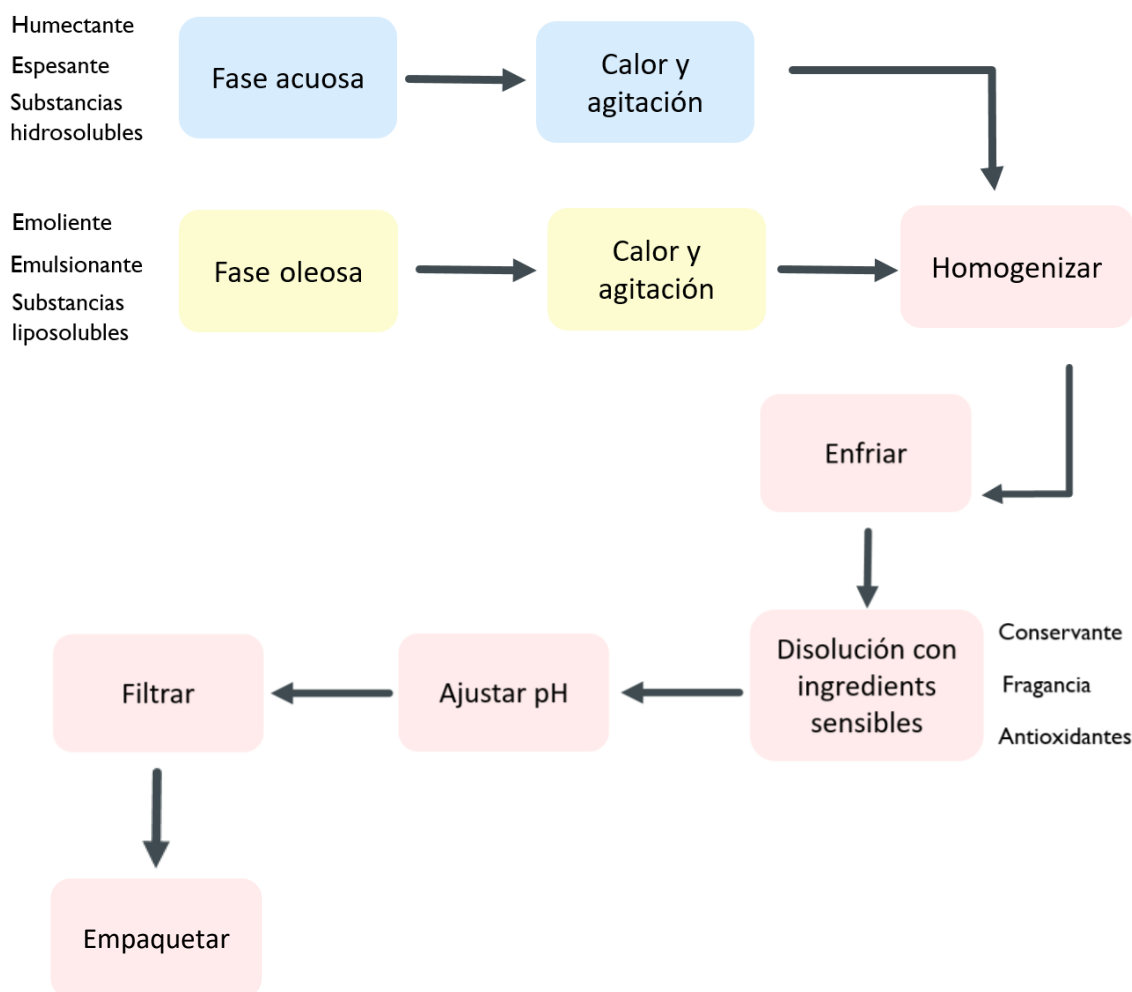 Humectante
Espesante
Substancias
hidrosolubles
Fase acuosa
Calor y
agitación
Emoliente
Emulsionante
Substancias
liposolubles
Fase oleosa
Calor y
agitación
Homogenizar
Enfriar
Disolución con
ingredients
sensibles
Conservante
Fragancia
Antioxidantes
Ajustar pH
Filtrar
Empaquetar